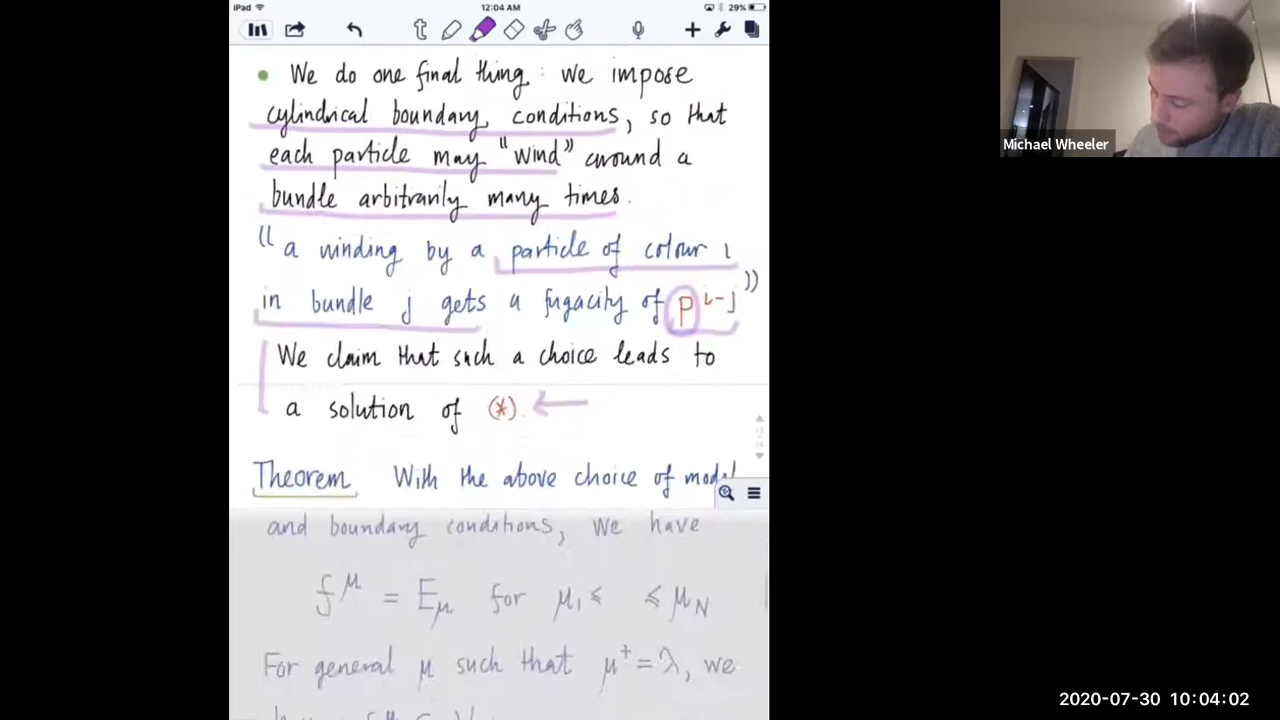 iPad
12:04 AM
29%
• We do one final thing: we impose
cylindrical boundary conditions, so that
each particle may "wind" around a
bundle arbitrarily many times.
"a winding by a particle of colour i
in bundle j gets a fugacity of p^{i-j}"
We claim that such a choice leads to
a solution of (*).
Theorem With the above choice of model
and boundary conditions, we have
f^μ = E_μ for μ_1 ≤ ≤ μ_N
For general μ such that μ^+ = λ, we
Michael Wheeler
2020-07-30 10:04:02